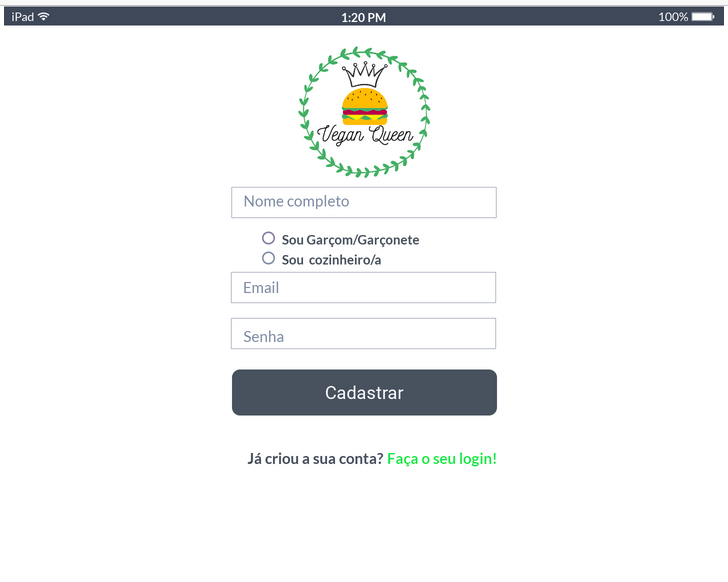 iPad 1:20 PM 100%
Vegan Queen
Nome completo
Sou Garçom/Garçonete
Sou cozinheiro/a
Email
Senha
Cadastrar
Já criou a sua conta? Faça o seu login!